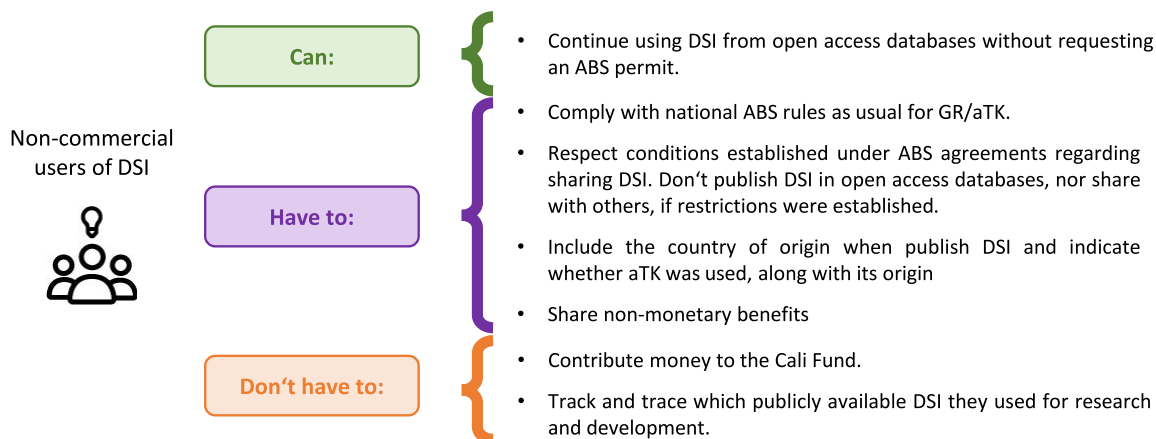 Non-commercial
users of DSI
Can:
• Continue using DSI from open access databases without requesting
an ABS permit.
Have to:
• Comply with national ABS rules as usual for GR/aTK.
• Respect conditions established under ABS agreements regarding
sharing DSI. Don‘t publish DSI in open access databases, nor share
with others, if restrictions were established.
• Include the country of origin when publish DSI and indicate
whether aTK was used, along with its origin
• Share non-monetary benefits
Don‘t have to:
• Contribute money to the Cali Fund.
• Track and trace which publicly available DSI they used for research
and development.